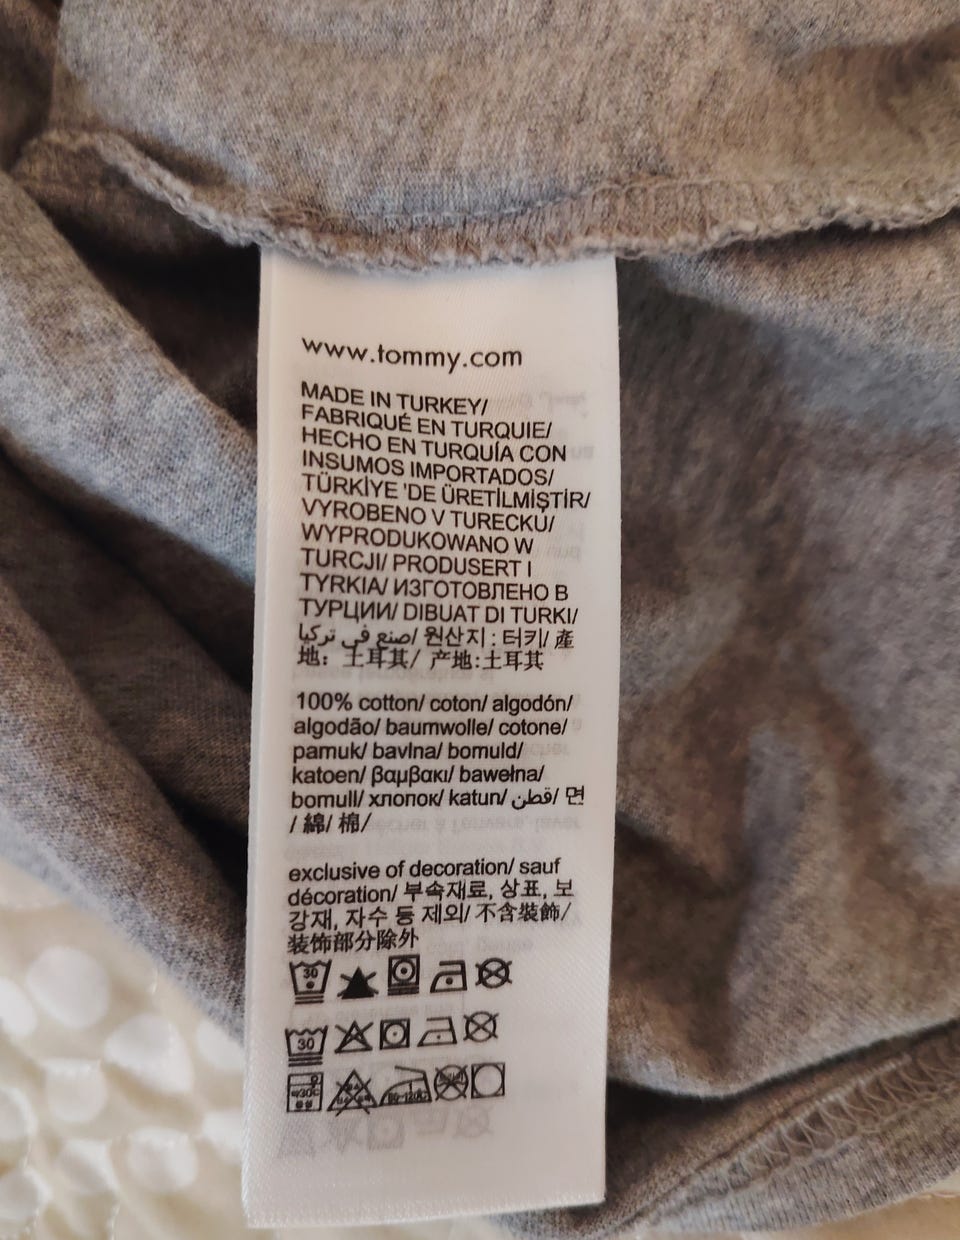 www.tommy.com
MADE IN TURKEY/
FABRIQUÉ EN TURQUIE/
HECHO EN TURQUÍA CON
INSUMOS IMPORTADOS/
TÜRKİYE 'DE ÜRETİLMİŞTİR/
VYROBENO V TURECKU/
WYPRODUKOWANO W
TURCJI/ PRODUSERT I
TYRKIA/ ИЗГОТОВЛЕНО В
ТУРЦИИ/ DIBUAT DI TURKI/
صنع في تركيا/ 원산지 : 터키/ 產
地：土耳其/ 产地:土耳其
100% cotton/ coton/ algodón/
algodão/ baumwolle/ cotone/
pamuk/ bavlna/ bomuld/
katoen/ βαμβακι/ bawełna/
bomull/ хлопок/ katun/ قطن/ 면
/ 綿/ 棉/
exclusive of decoration/ sauf
décoration/ 부속재료, 상표, 보
강재, 자수 등 제외/ 不含裝飾/
装饰部分除外
30
30